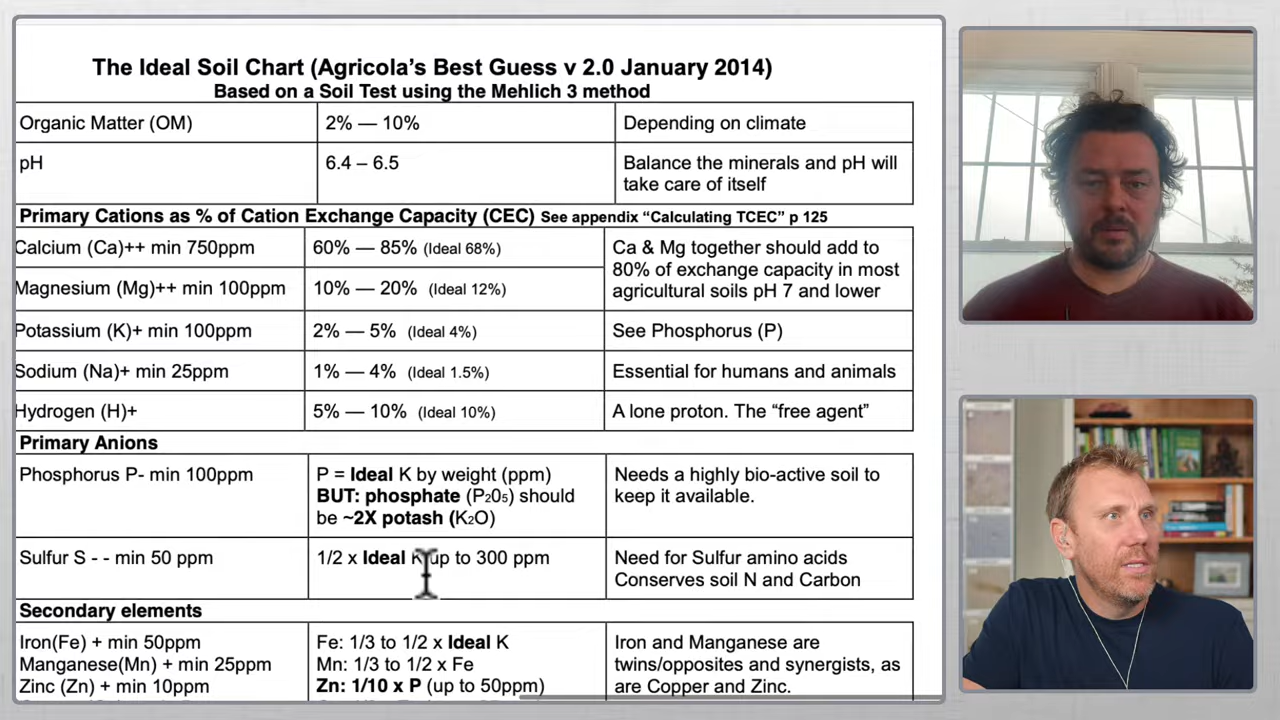 The Ideal Soil Chart (Agricola's Best Guess v 2.0 January 2014)
Based on a Soil Test using the Mehlich 3 method
Organic Matter (OM) 2% — 10% Depending on climate
pH 6.4 – 6.5 Balance the minerals and pH will
take care of itself
Primary Cations as % of Cation Exchange Capacity (CEC) See appendix “Calculating TCEC” p 125
Calcium (Ca)++ min 750ppm 60% — 85% (Ideal 68%) Ca & Mg together should add to
80% of exchange capacity in most
agricultural soils pH 7 and lower
Magnesium (Mg)++ min 100ppm 10% — 20% (Ideal 12%)
Potassium (K)+ min 100ppm 2% — 5% (Ideal 4%) See Phosphorus (P)
Sodium (Na)+ min 25ppm 1% — 4% (Ideal 1.5%) Essential for humans and animals
Hydrogen (H)+ 5% — 10% (Ideal 10%) A lone proton. The “free agent”
Primary Anions
Phosphorus P- min 100ppm P = Ideal K by weight (ppm) Needs a highly bio-active soil to
BUT: phosphate (P₂0₅) should keep it available.
be ~2X potash (K₂O)
Sulfur S - - min 50 ppm 1/2 x Ideal K up to 300 ppm Need for Sulfur amino acids
Conserves soil N and Carbon
Secondary elements
Iron(Fe) + min 50ppm Fe: 1/3 to 1/2 x Ideal K Iron and Manganese are
Manganese(Mn) + min 25ppm Mn: 1/3 to 1/2 x Fe twins/opposites and synergists, as
Zinc (Zn) + min 10ppm Zn: 1/10 x P (up to 50ppm) are Copper and Zinc.